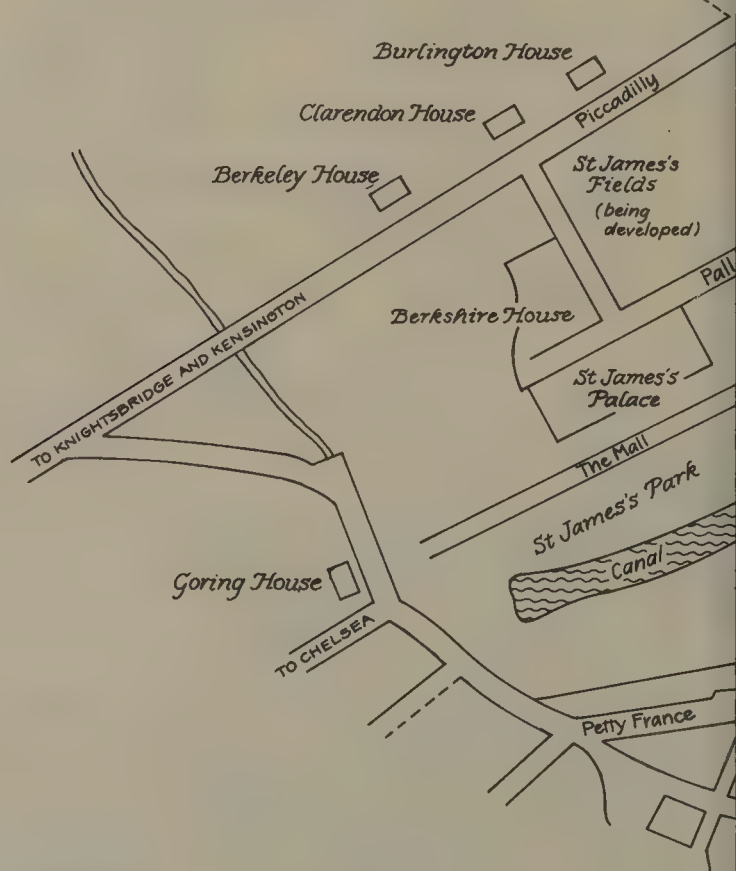 Burlington House
Piccadilly
Clarendon House
St James's
Fields
(being
developed)
Berkeley House
Pall
Berkshire House
TO KNIGHTSBRIDGE AND KENSINGTON
St James's
Palace
The Mall
St James's Park
Canal
Goring House
TO CHELSEA
Petty France